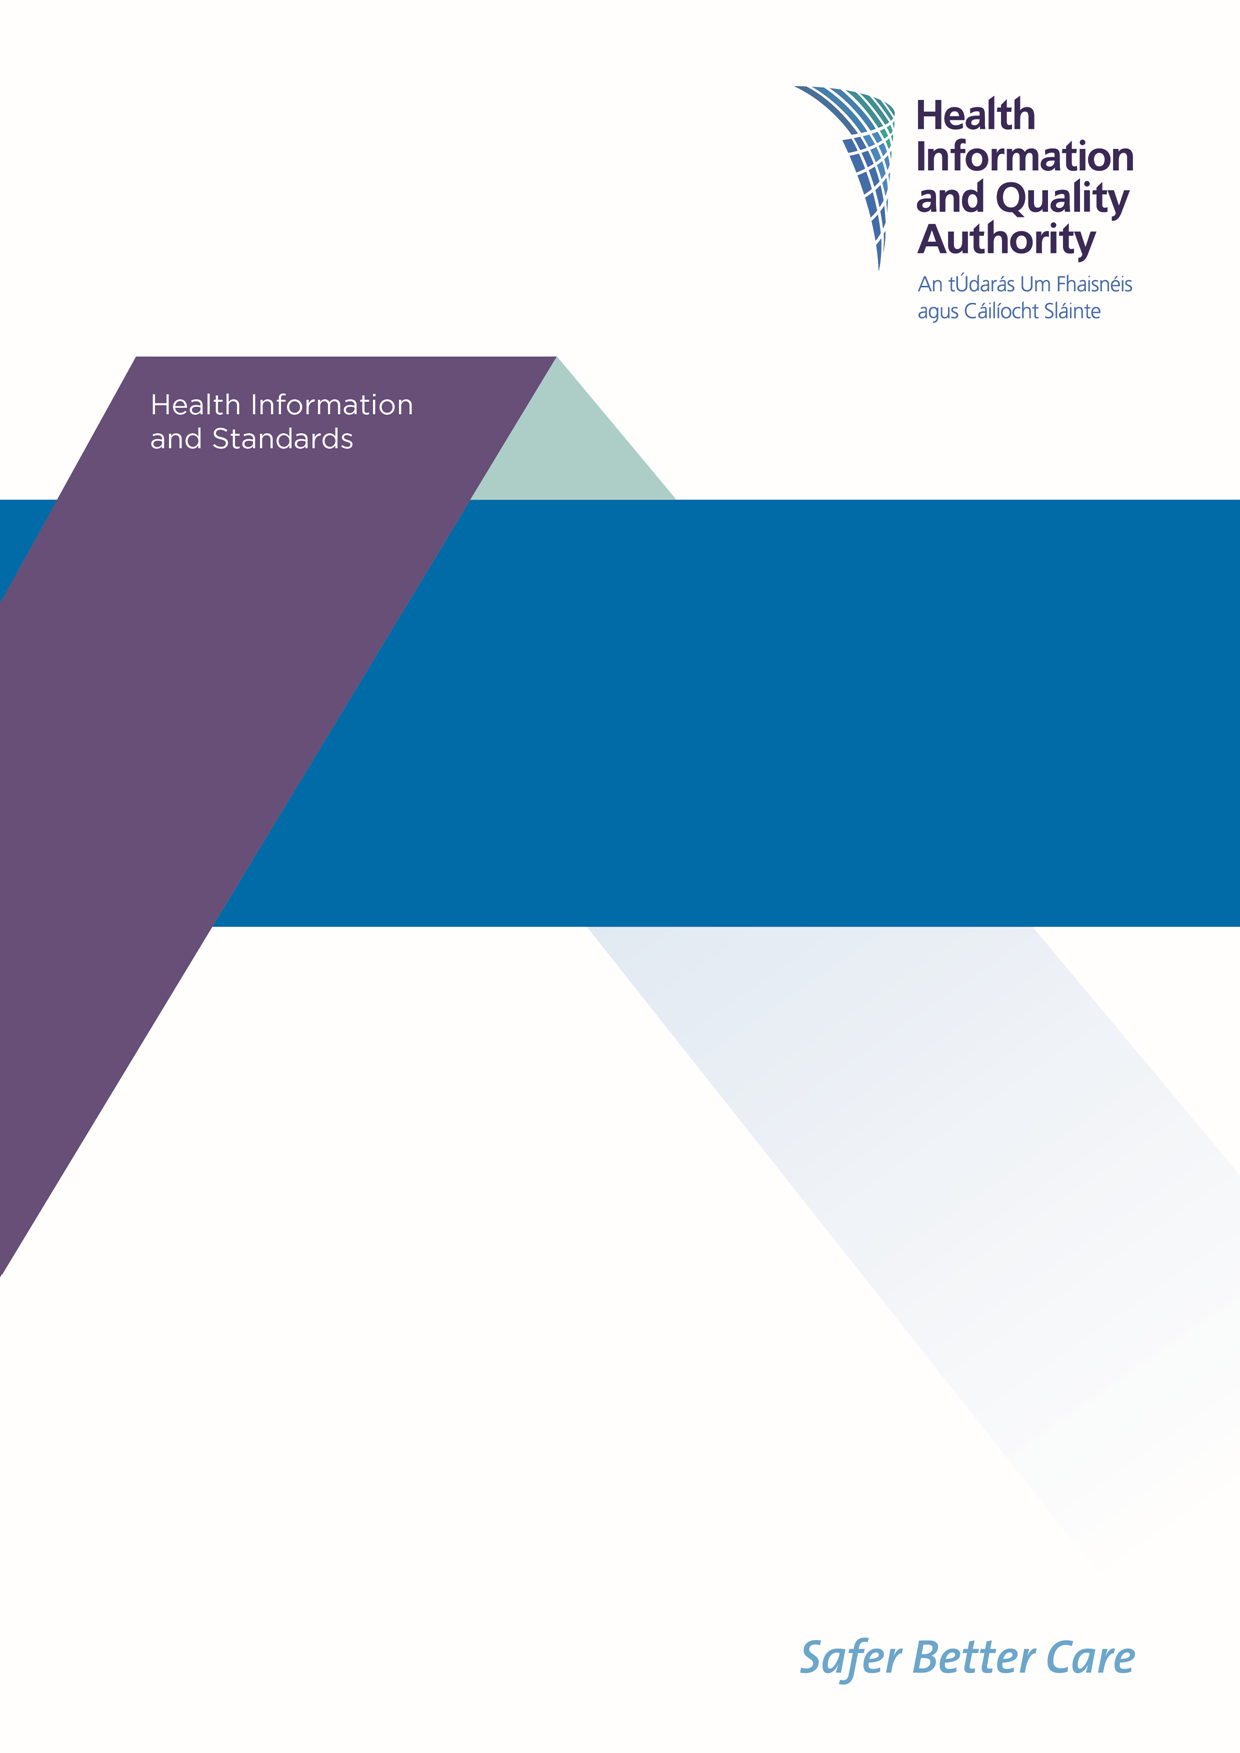 Health
Information
and Quality
Authority
An tÚdarás Um Fhaisnéis
agus Cáilíocht Sláinte
Health Information
and Standards
Safer Better Care